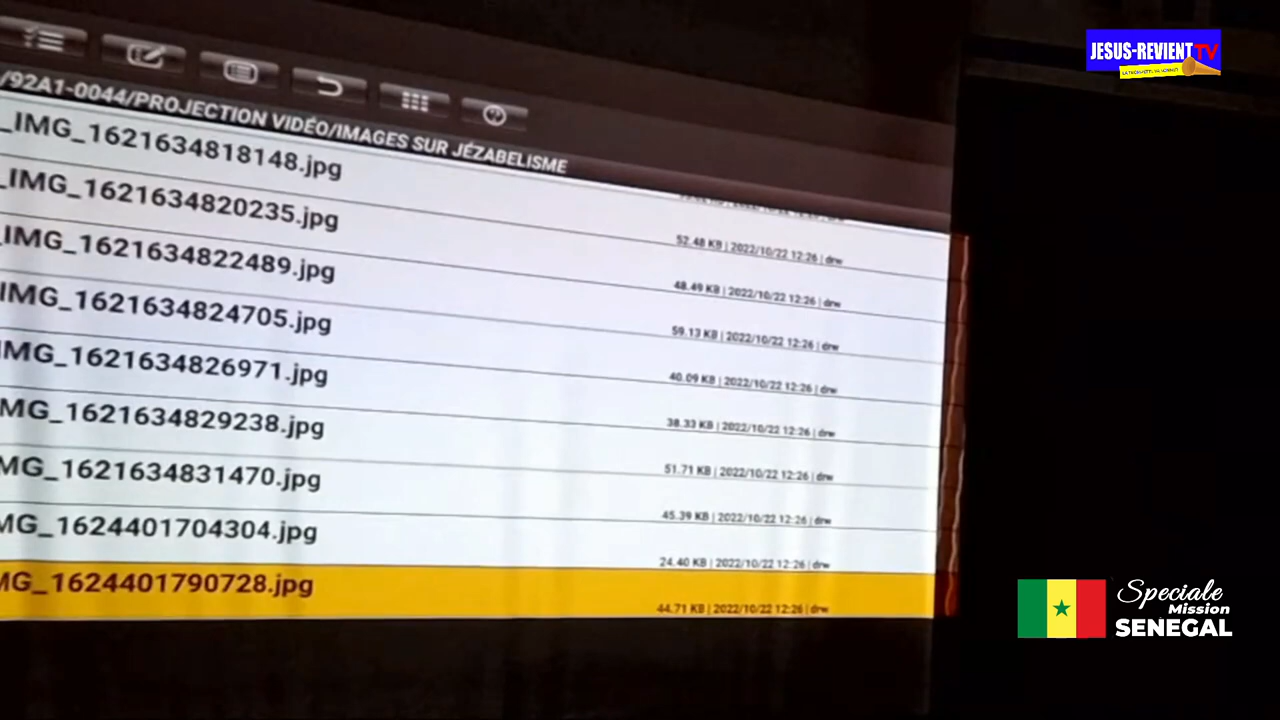 JESUS-REVIENT TV
/92A1-0044/PROJECTION VIDÉO/IMAGES SUR JÉZABELISME
_IMG_1621634818148.jpg
52.48 KB | 2022/10/22 12:26 | drw
_IMG_1621634820235.jpg
48.49 KB | 2022/10/22 12:26 | drw
_IMG_1621634822489.jpg
59.13 KB | 2022/10/22 12:26 | drw
IMG_1621634824705.jpg
40.09 KB | 2022/10/22 12:26 | drw
IMG_1621634826971.jpg
38.33 KB | 2022/10/22 12:26 | drw
MG_1621634829238.jpg
51.71 KB | 2022/10/22 12:26 | drw
MG_1621634831470.jpg
45.39 KB | 2022/10/22 12:26 | drw
MG_1624401704304.jpg
24.40 KB | 2022/10/22 12:26 | drw
MG_1624401790728.jpg
44.71 KB | 2022/10/22 12:26 | drw
Speciale
Mission
SENEGAL